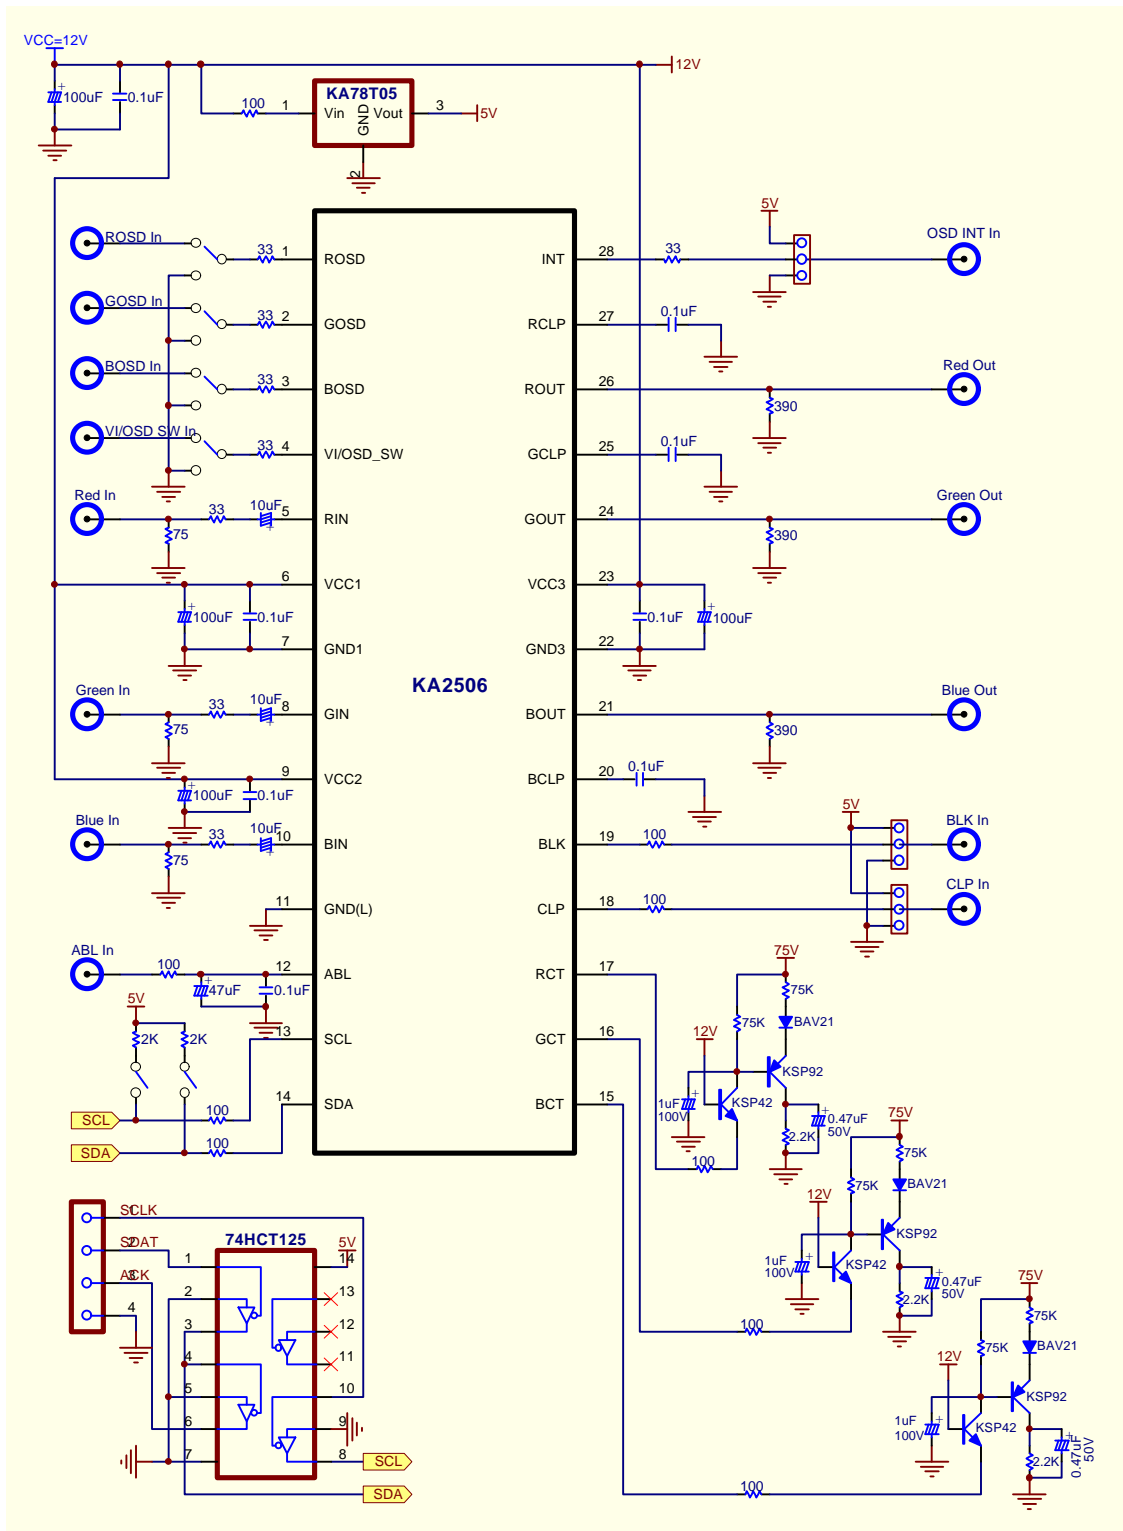 VCC=12V
100uF
0.1uF
100
1
KA78T05
Vin
GND
Vout
2
3
5V
12V
KA2506
ROSD In
33
1
ROSD
GOSD In
33
2
GOSD
BOSD In
33
3
BOSD
VI/OSD SW In
33
4
VI/OSD_SW
Red In
75
33
10uF
5
RIN
6
VCC1
100uF
0.1uF
7
GND1
Green In
75
33
10uF
8
GIN
9
VCC2
100uF
0.1uF
Blue In
75
33
10uF
10
BIN
11
GND(L)
ABL In
100
47uF
0.1uF
12
ABL
5V
2K
2K
13
SCL
14
SDA
SCL
100
SDA
100
INT
28
33
5V
OSD INT In
RCLP
27
0.1uF
ROUT
26
390
Red Out
GCLP
25
0.1uF
GOUT
24
390
Green Out
VCC3
23
0.1uF
100uF
GND3
22
BOUT
21
390
Blue Out
BCLP
20
0.1uF
BLK
19
100
5V
BLK In
CLP
18
100
CLP In
RCT
17
GCT
16
BCT
15
75V
75K
75K
BAV21
12V
KSP92
1uF
100V
KSP42
0.47uF
50V
2.2K
100
75V
75K
75K
BAV21
12V
KSP92
1uF
100V
KSP42
0.47uF
50V
2.2K
100
75V
75K
75K
BAV21
12V
KSP92
1uF
100V
KSP42
0.47uF
50V
2.2K
100
SCLK
1
SDAT
2
ACK
3
4
74HCT125
1
2
3
4
5
6
7
5V
14
13
12
11
10
9
8
SCL
SDA